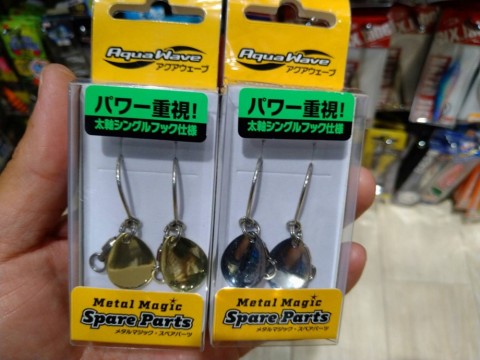 Aqua Wave
アクアウェーブ
パワー重視!
太軸シングルフック仕様
Metal Magic
Spare Parts
メタルマジック・スペアパーツ
Aqua Wave
アクアウェーブ
パワー重視!
太軸シングルフック仕様
Metal Magic
Spare Parts
メタルマジック・スペアパーツ